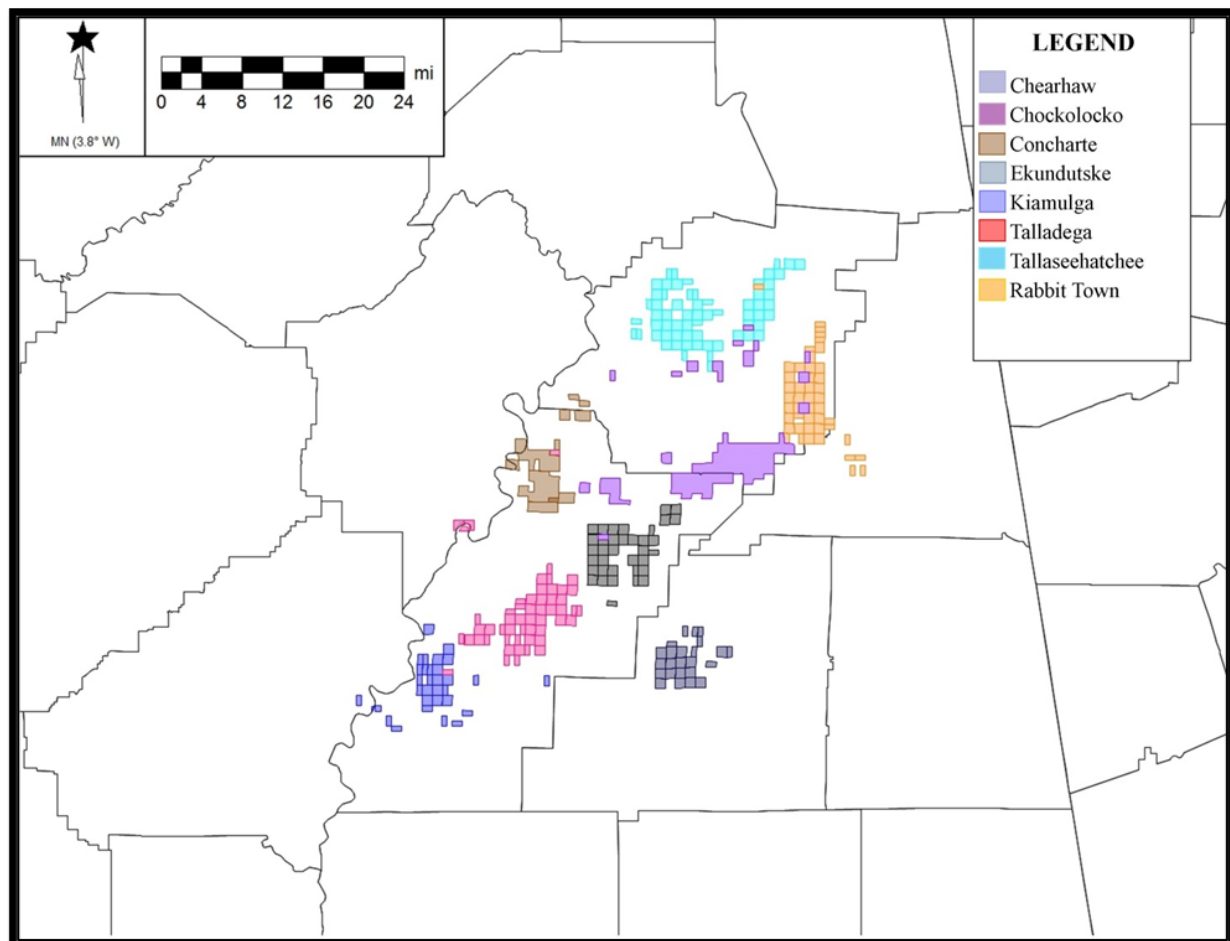 MN (3.8° W)
mi
0 4 8 12 16 20 24
LEGEND
Chearhaw
Chockolocko
Concharte
Ekundutske
Kiamulga
Talladega
Tallaseehatchee
Rabbit Town